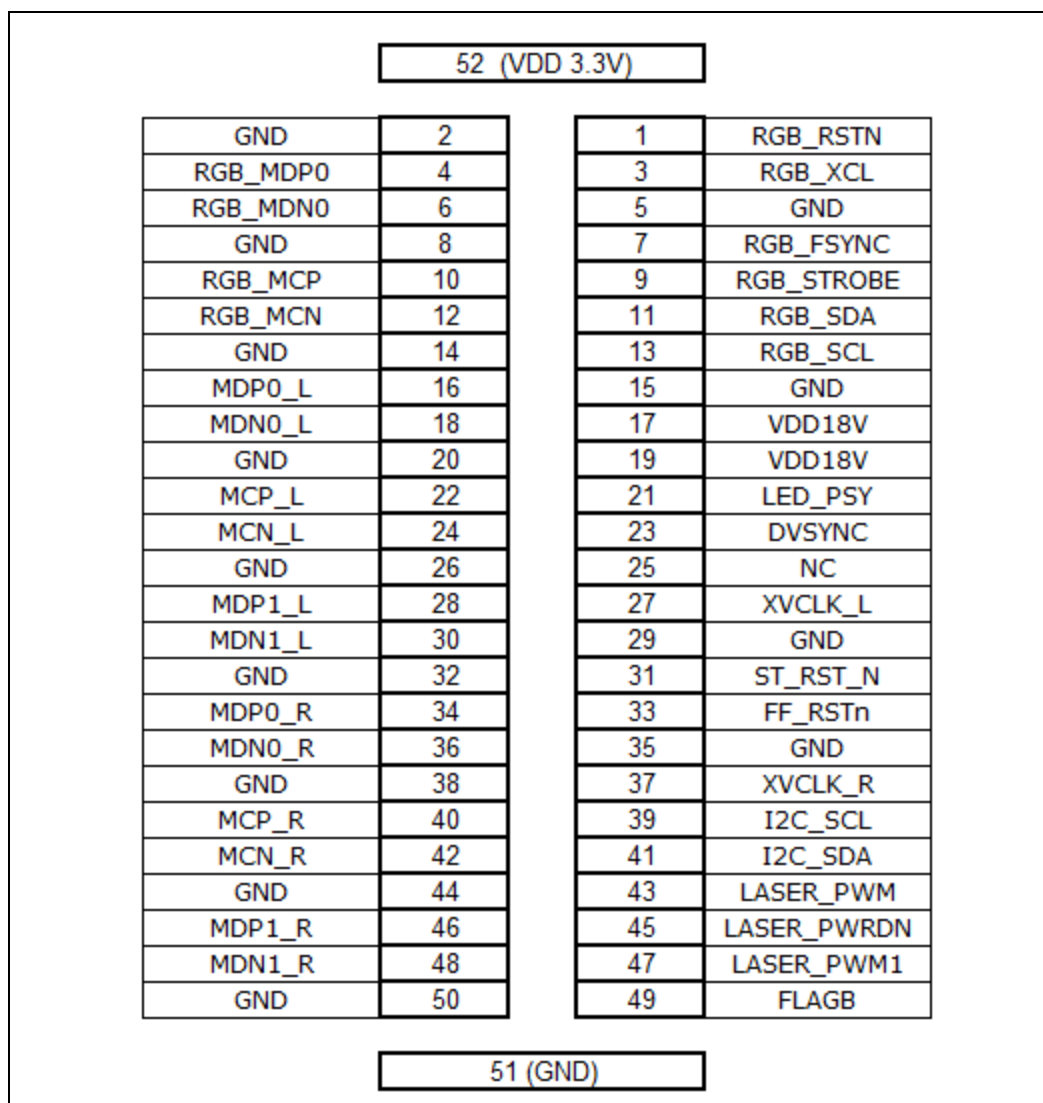 52 (VDD 3.3V)
GND 2 1 RGB_RSTN
RGB_MDP0 4 3 RGB_XCL
RGB_MDN0 6 5 GND
GND 8 7 RGB_FSYNC
RGB_MCP 10 9 RGB_STROBE
RGB_MCN 12 11 RGB_SDA
GND 14 13 RGB_SCL
MDP0_L 16 15 GND
MDN0_L 18 17 VDD18V
GND 20 19 VDD18V
MCP_L 22 21 LED_PSY
MCN_L 24 23 DVSYNC
GND 26 25 NC
MDP1_L 28 27 XVCLK_L
MDN1_L 30 29 GND
GND 32 31 ST_RST_N
MDP0_R 34 33 FF_RSTn
MDN0_R 36 35 GND
GND 38 37 XVCLK_R
MCP_R 40 39 I2C_SCL
MCN_R 42 41 I2C_SDA
GND 44 43 LASER_PWM
MDP1_R 46 45 LASER_PWRDN
MDN1_R 48 47 LASER_PWM1
GND 50 49 FLAGB
51 (GND)